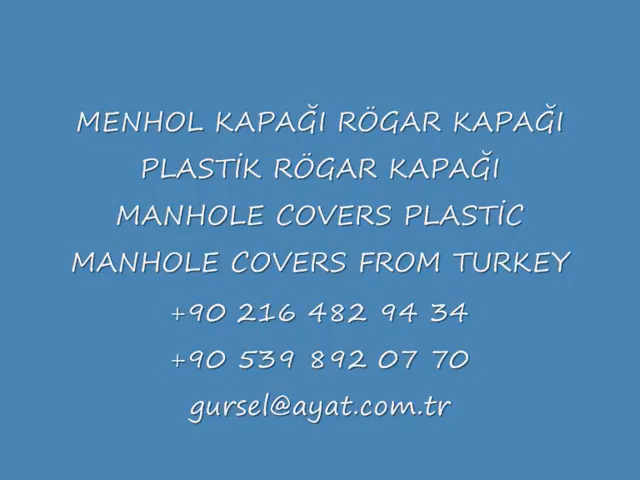 MENHOL KAPAĞI RÖGAR KAPAĞI
PLASTİK RÖGAR KAPAĞI
MANHOLE COVERS PLASTİC
MANHOLE COVERS FROM TURKEY
+90 216 482 94 34
+90 539 892 07 70
gursel@ayat.com.tr